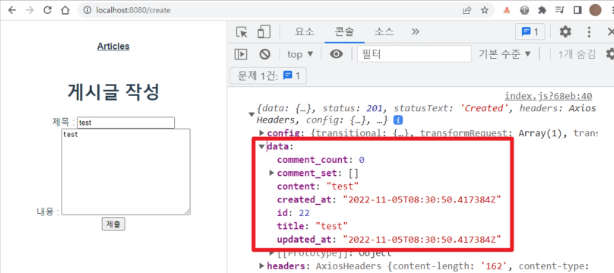 localhost:8080/create
Articles
게시글 작성
제목 : test
test
내용 :
제출
요소 콘솔 소스 » 1
top 필터 기본 수준 1개 숨김
문제 1건: 1
index.js?68eb:40
{data: {…}, status: 201, statusText: 'Created', headers: Axios
Headers, config: {…}, …}
config: {transitional: {…}, transformRequest: Array(1), trans
data:
comment_count: 0
comment_set: []
content: "test"
created_at: "2022-11-05T08:30:50.417384Z"
id: 22
title: "test"
updated_at: "2022-11-05T08:30:50.417384Z"
[[Prototype]]: Object
headers: AxiosHeaders {content-length: '162', content-type: